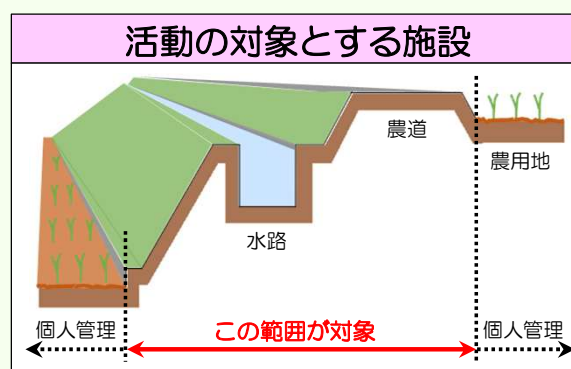 活動の対象とする施設
農道
農用地
水路
個人管理
この範囲が対象
個人管理